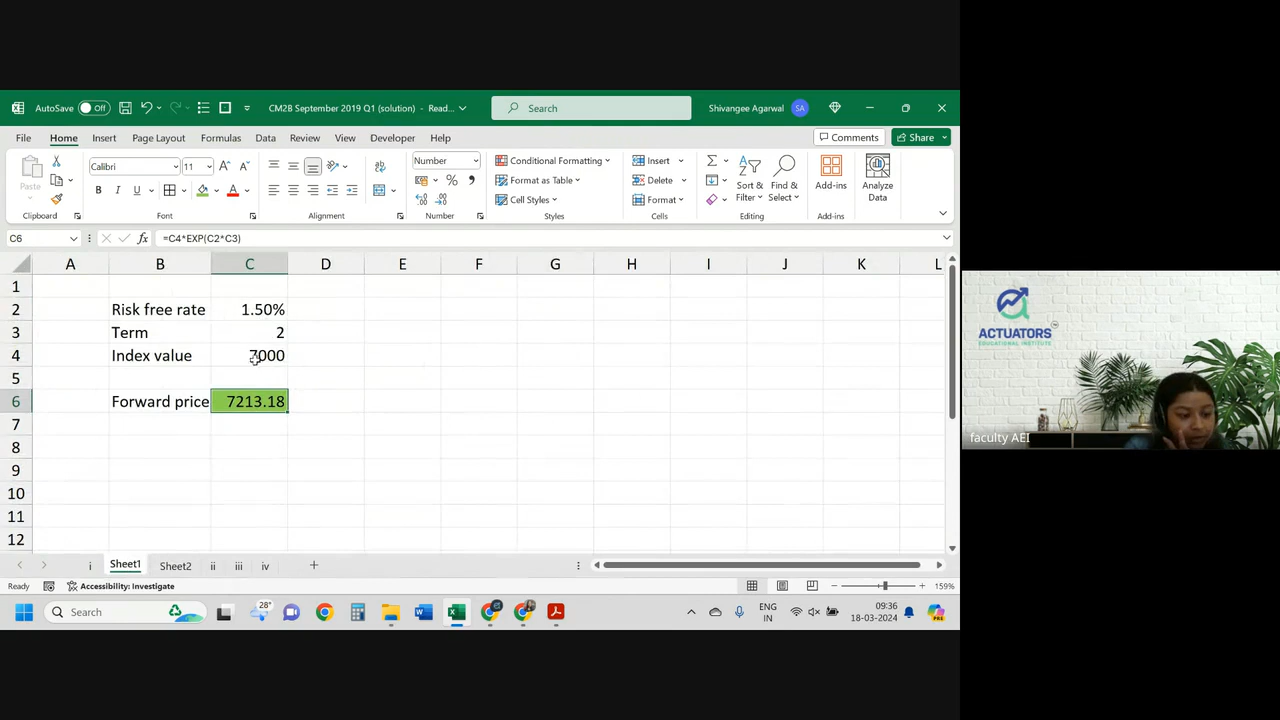 AutoSave Off CM2B September 2019 Q1 (solution) - Read... Search Shivangee Agarwal SA
File Home Insert Page Layout Formulas Data Review View Developer Help Comments Share
Paste Calibri 11 Number Conditional Formatting Insert Sort & Filter Find & Select Add-ins Analyze Data
Format as Table Delete
B I U Cell Styles Format
Clipboard Font Alignment Number Styles Cells Editing Add-ins
C6 fx =C4*EXP(C2*C3)
A B C D E F G H I J K L
1
2 Risk free rate 1.50%
3 Term 2
4 Index value 7000
5
6 Forward price 7213.18
7
8
9
10
11
12
i Sheet1 Sheet2 ii iii iv
Ready Accessibility: Investigate 159%
Search 28° ENG IN 09:36 18-03-2024
ACTUATORS
EDUCATIONAL INSTITUTE
faculty AEI